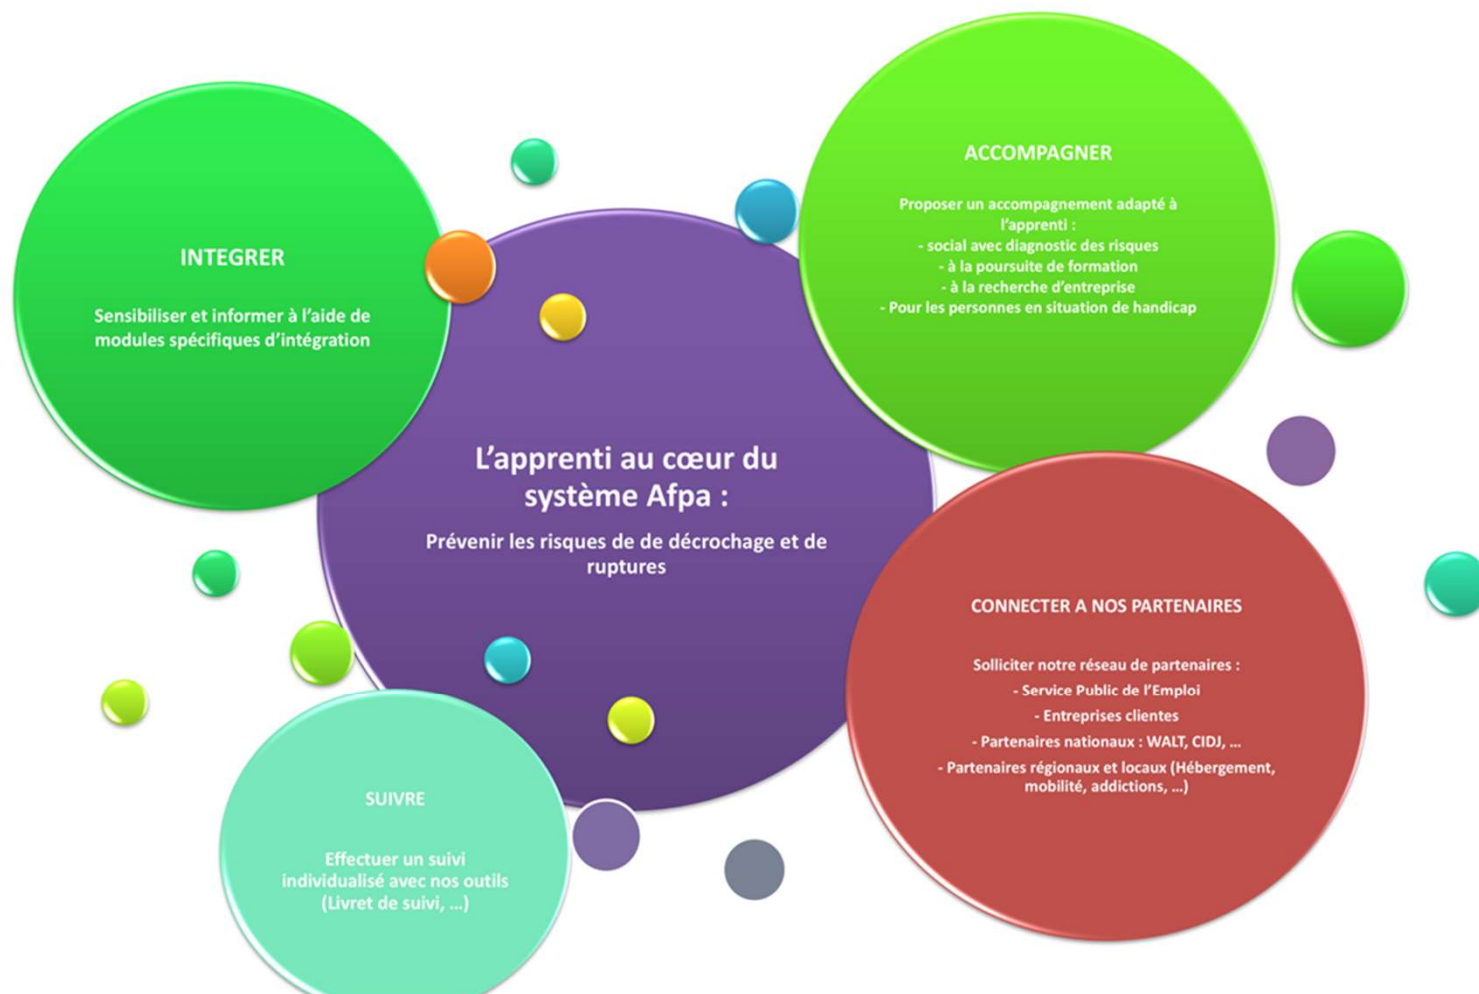 INTEGRER
Sensibiliser et informer à l'aide de
modules spécifiques d'intégration
ACCOMPAGNER
Proposer un accompagnement adapté à
l'apprenti :
- social avec diagnostic des risques
- à la poursuite de formation
- à la recherche d'entreprise
- Pour les personnes en situation de handicap
L'apprenti au cœur du
système Afpa :
Prévenir les risques de de décrochage et de
ruptures
CONNECTER A NOS PARTENAIRES
Solliciter notre réseau de partenaires :
- Service Public de l'Emploi
- Entreprises clientes
- Partenaires nationaux : WALT, CIDJ, ...
- Partenaires régionaux et locaux (Hébergement,
mobilité, addictions, ...)
SUIVRE
Effectuer un suivi
individualisé avec nos outils
(Livret de suivi, ...)